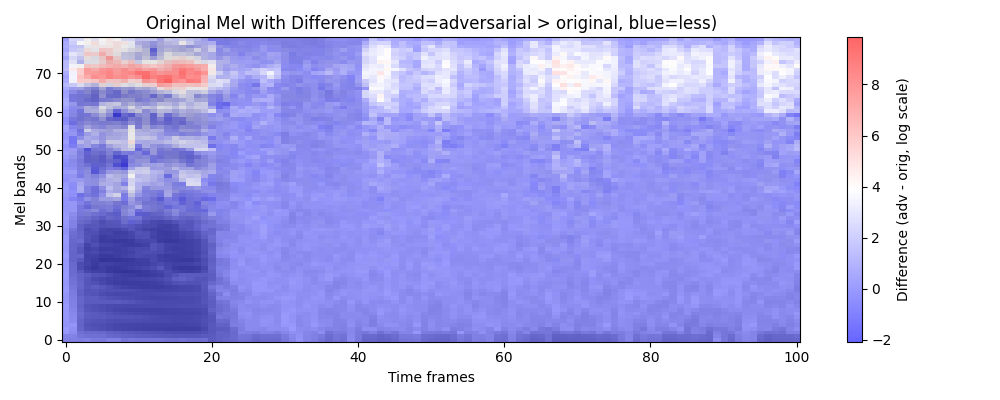 Original Mel with Differences (red=adversarial > original, blue=less)
Mel bands
70
60
50
40
30
20
10
0
0 20 40 60 80 100
Time frames
8
6
4
2
0
−2
Difference (adv - orig, log scale)